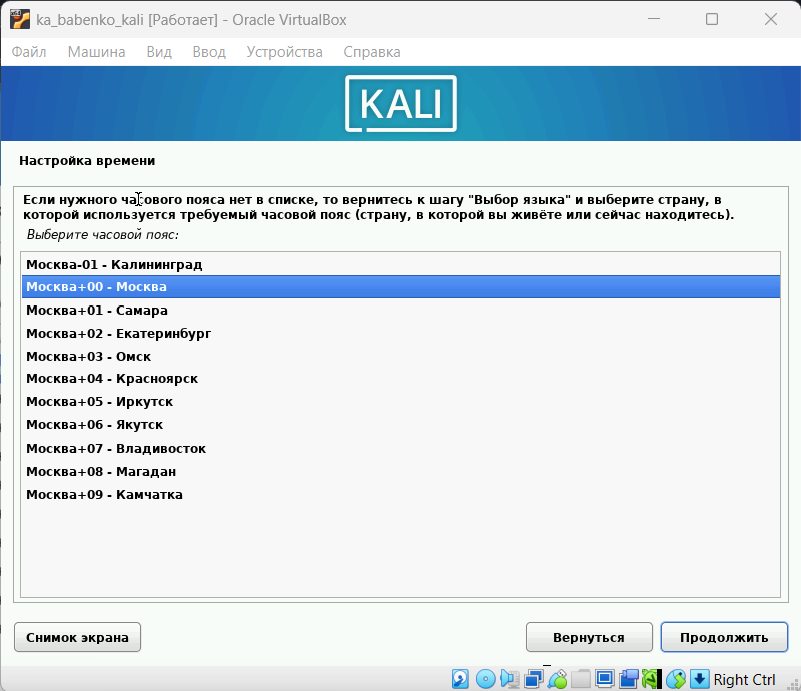 ka_babenko_kali [Работает] - Oracle VirtualBox
Файл Машина Вид Ввод Устройства Справка
KALI
Настройка времени
Если нужного часового пояса нет в списке, то вернитесь к шагу "Выбор языка" и выберите страну, в
которой используется требуемый часовой пояс (страну, в которой вы живёте или сейчас находитесь).
Выберите часовой пояс:
Москва-01 - Калининград
Москва+00 - Москва
Москва+01 - Самара
Москва+02 - Екатеринбург
Москва+03 - Омск
Москва+04 - Красноярск
Москва+05 - Иркутск
Москва+06 - Якутск
Москва+07 - Владивосток
Москва+08 - Магадан
Москва+09 - Камчатка
Снимок экрана Вернуться Продолжить
Right Ctrl